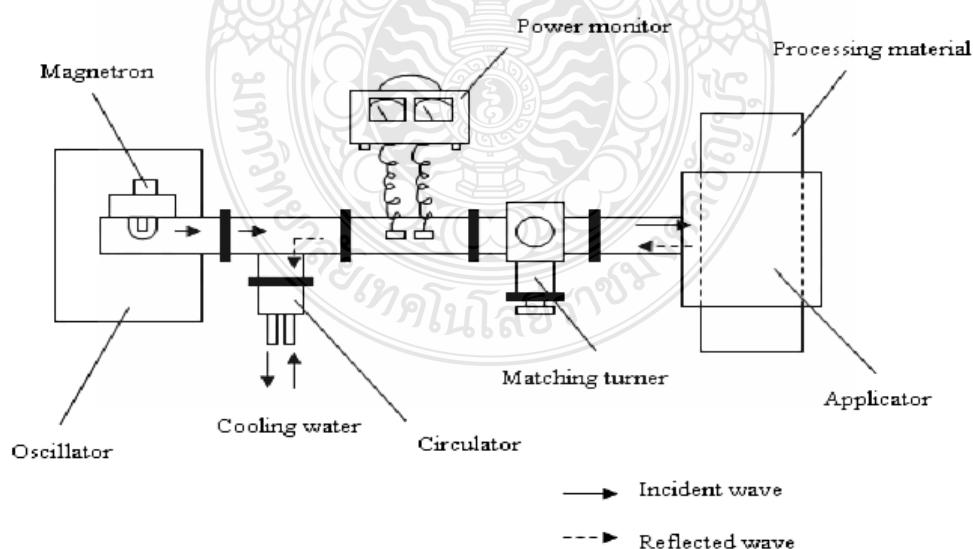 Power monitor
Processing material
Magnetron
Matching turner
Applicator
Cooling water
Circulator
Oscillator
Incident wave
Reflected wave